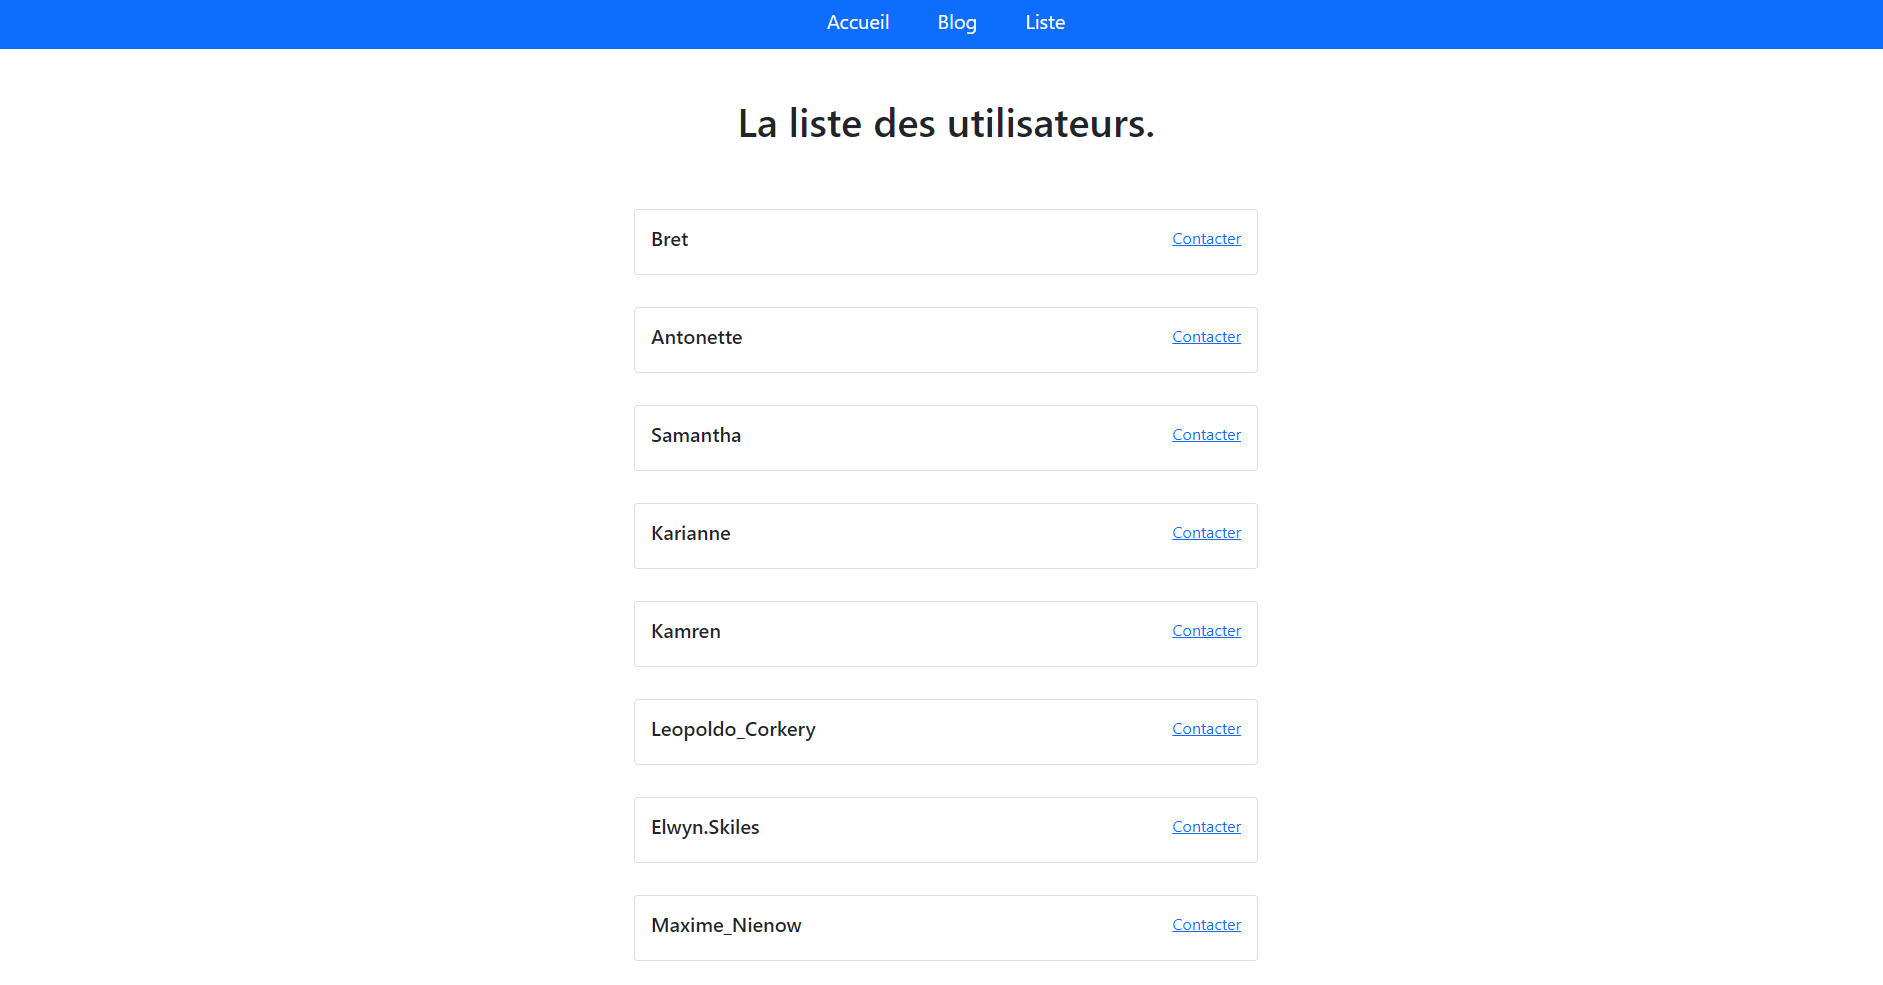 Accueil Blog Liste
La liste des utilisateurs.
Bret Contacter
Antonette Contacter
Samantha Contacter
Karianne Contacter
Kamren Contacter
Leopoldo_Corkery Contacter
Elwyn.Skiles Contacter
Maxime_Nienow Contacter